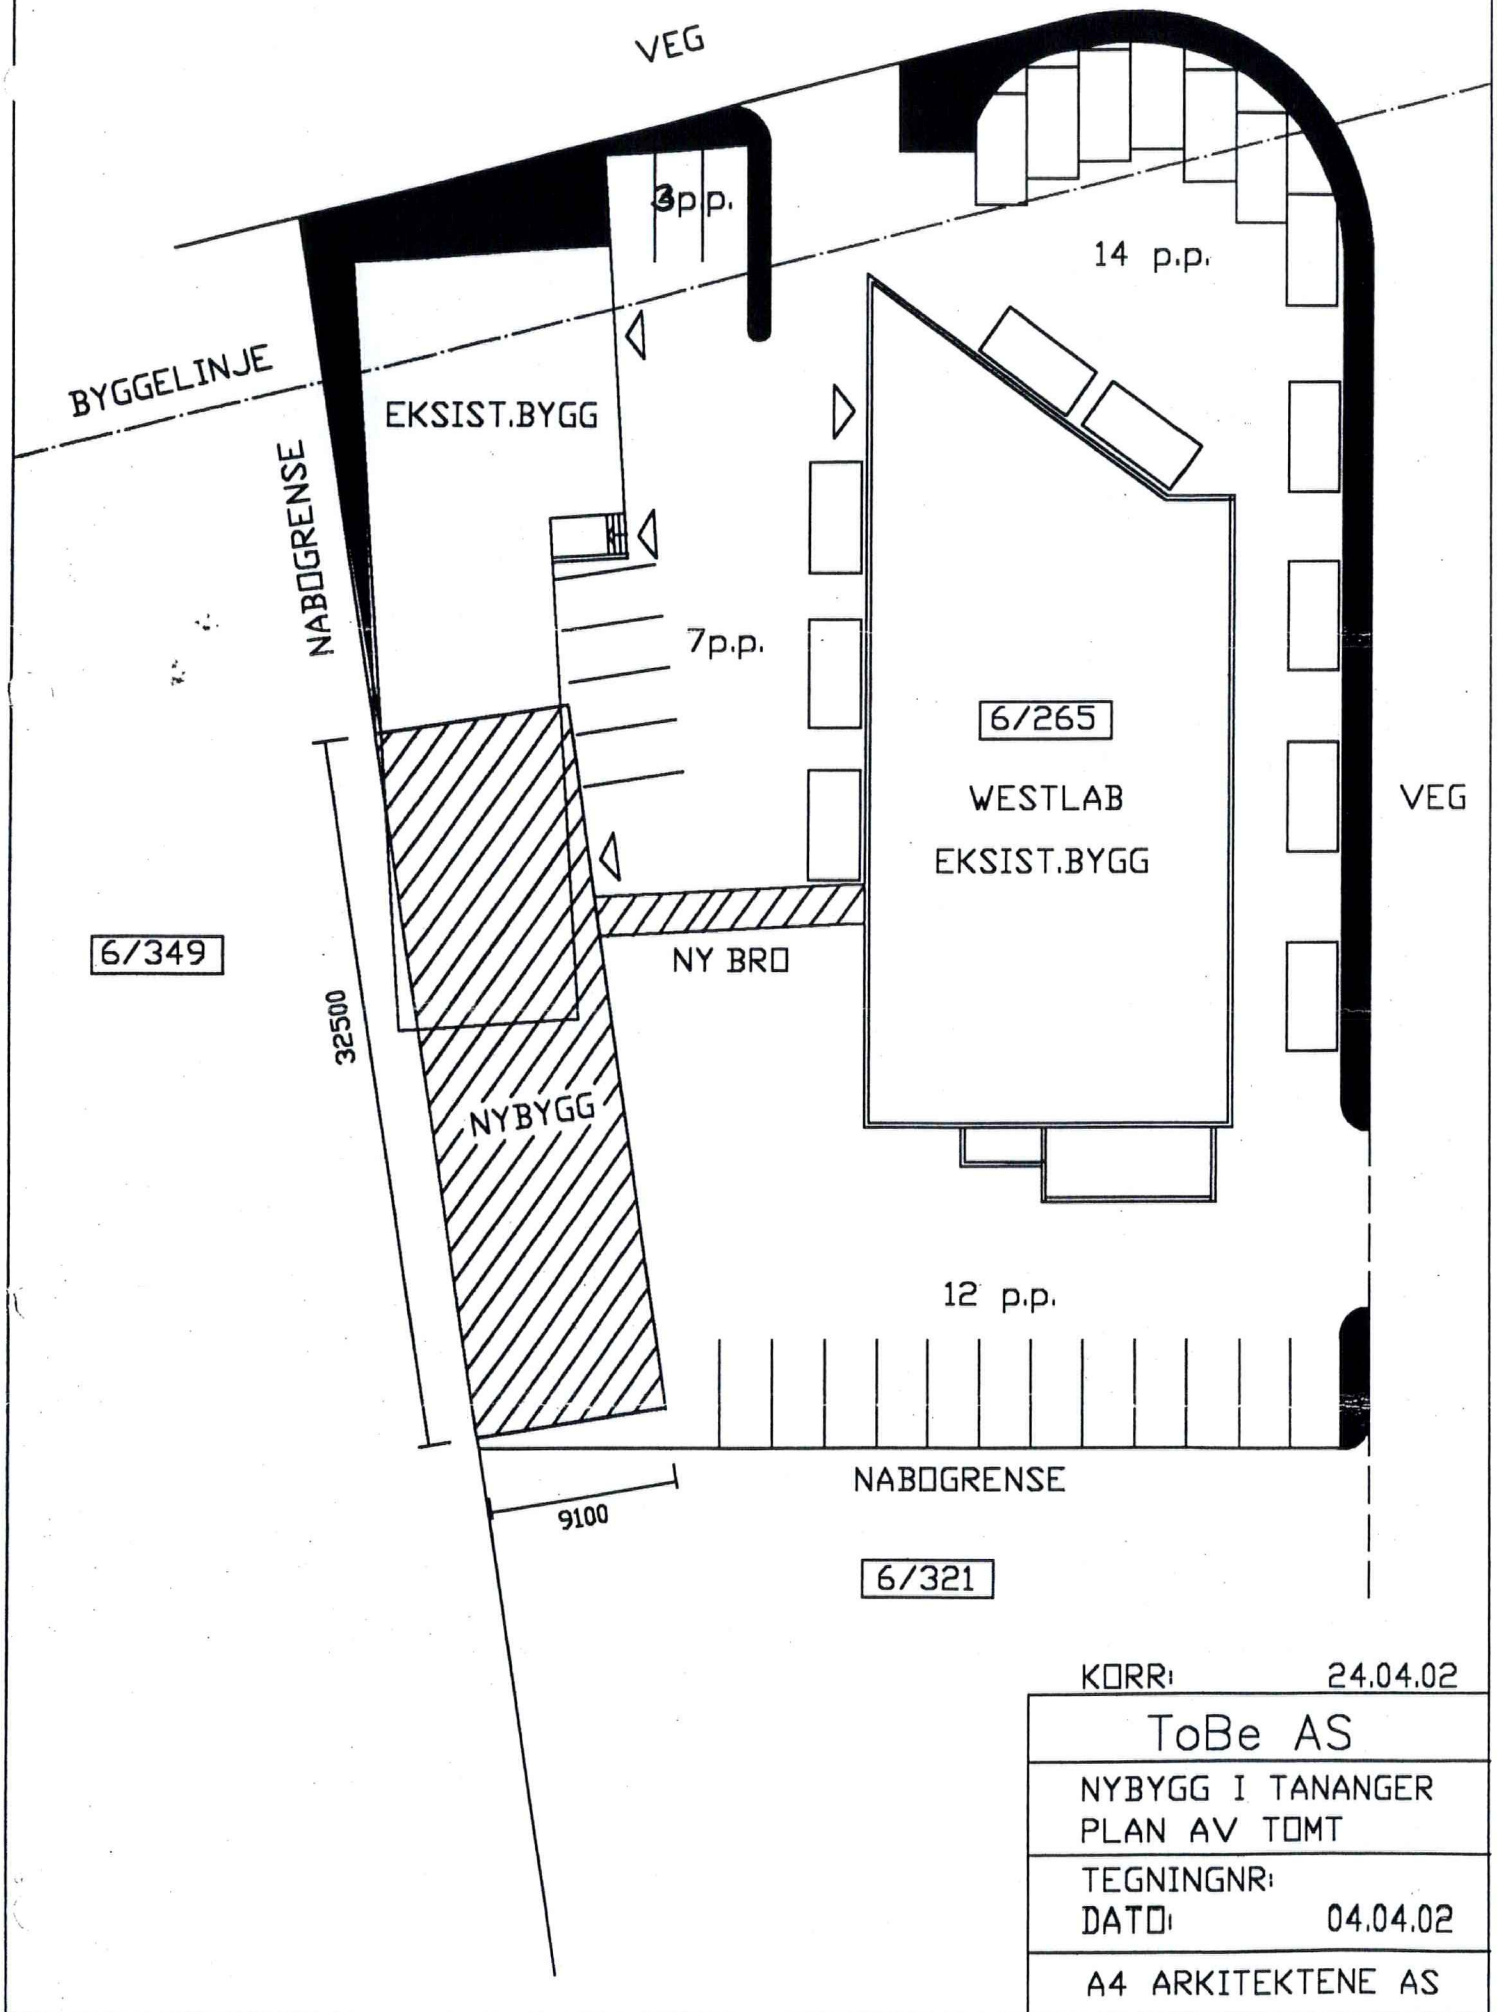 VEG
3p.p.
14 p.p.
BYGGELINJE
EKSIST.BYGG
NABOGRENSE
7p.p.
6/265
WESTLAB
EKSIST.BYGG
VEG
6/349
NY BRO
32500
NYBYGG
12 p.p.
NABOGRENSE
9100
6/321
KORR: 24.04.02
ToBe AS
NYBYGG I TANANGER
PLAN AV TOMT
TEGNINGNR:
DATO: 04.04.02
A4 ARKITEKTENE AS